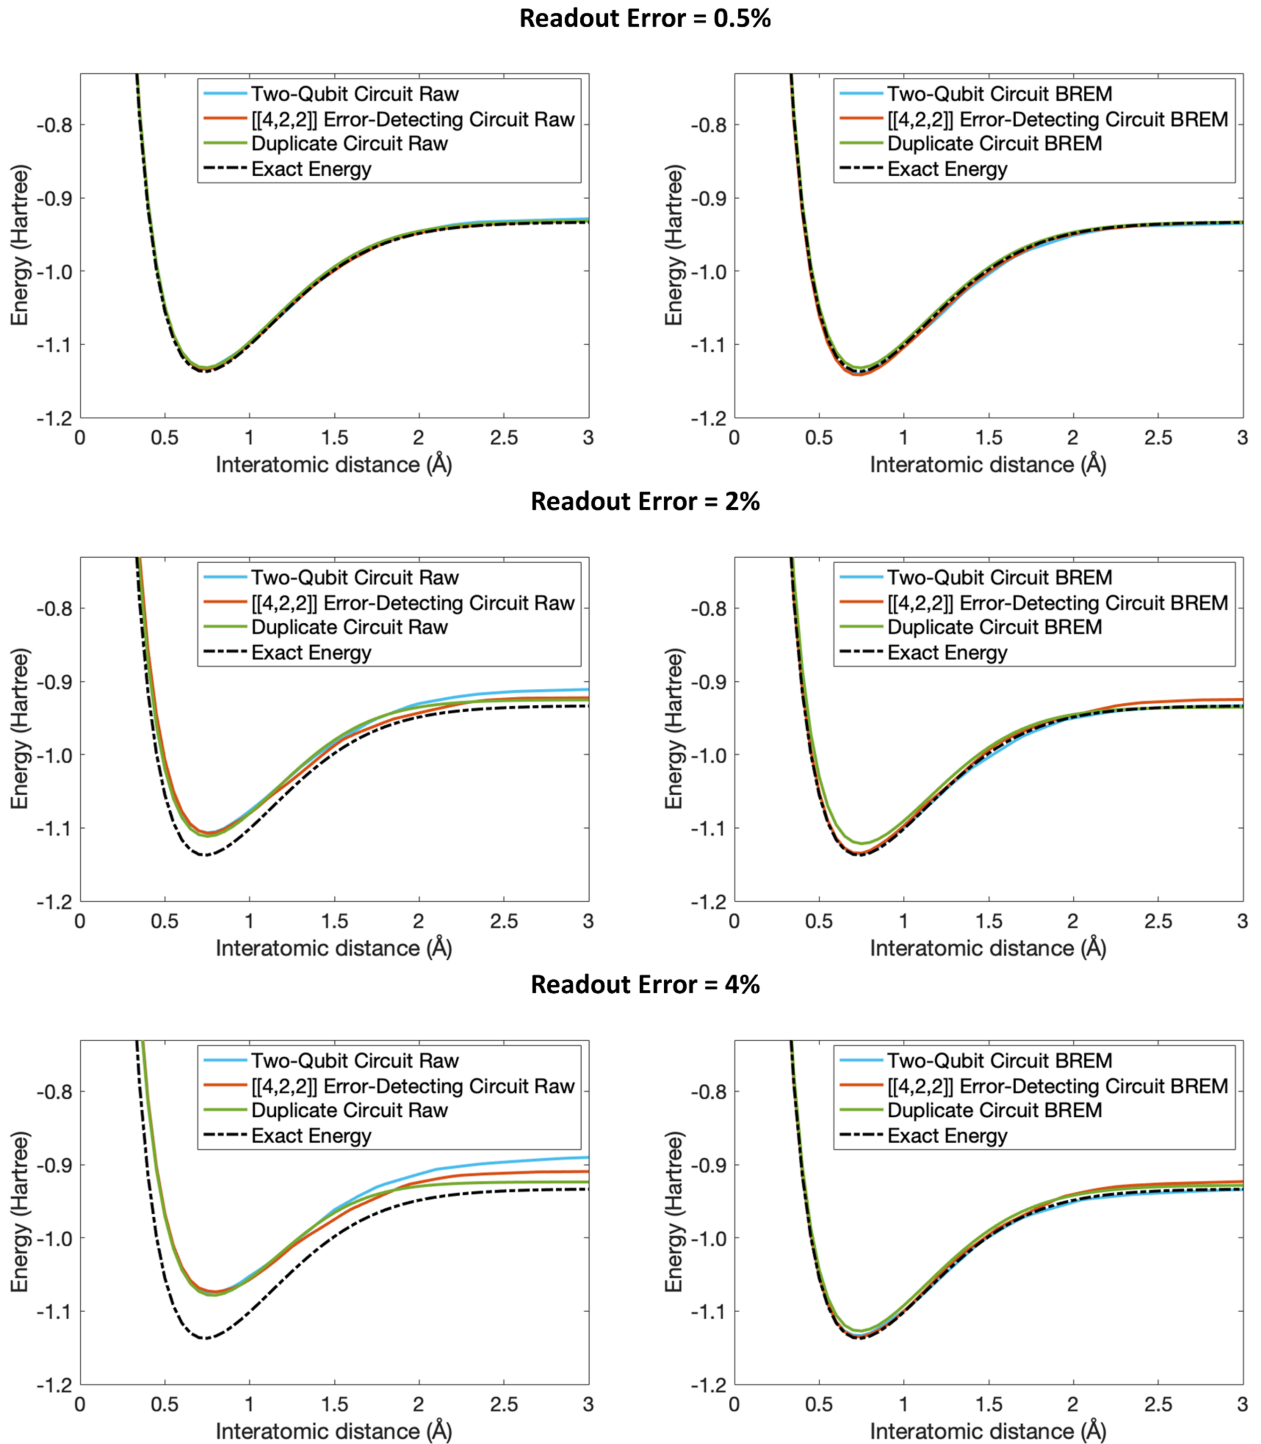 Readout Error = 0.5%
Two-Qubit Circuit Raw
[[4,2,2]] Error-Detecting Circuit Raw
Duplicate Circuit Raw
Exact Energy
-0.8
-0.9
-1.0
-1.1
-1.2
Energy (Hartree)
0 0.5 1 1.5 2 2.5 3
Interatomic distance (Å)
Two-Qubit Circuit BREM
[[4,2,2]] Error-Detecting Circuit BREM
Duplicate Circuit BREM
Exact Energy
-0.8
-0.9
-1.0
-1.1
-1.2
Energy (Hartree)
0 0.5 1 1.5 2 2.5 3
Interatomic distance (Å)
Readout Error = 2%
Two-Qubit Circuit Raw
[[4,2,2]] Error-Detecting Circuit Raw
Duplicate Circuit Raw
Exact Energy
-0.8
-0.9
-1.0
-1.1
-1.2
Energy (Hartree)
0 0.5 1 1.5 2 2.5 3
Interatomic distance (Å)
Two-Qubit Circuit BREM
[[4,2,2]] Error-Detecting Circuit BREM
Duplicate Circuit BREM
Exact Energy
-0.8
-0.9
-1.0
-1.1
-1.2
Energy (Hartree)
0 0.5 1 1.5 2 2.5 3
Interatomic distance (Å)
Readout Error = 4%
Two-Qubit Circuit Raw
[[4,2,2]] Error-Detecting Circuit Raw
Duplicate Circuit Raw
Exact Energy
-0.8
-0.9
-1.0
-1.1
-1.2
Energy (Hartree)
0 0.5 1 1.5 2 2.5 3
Interatomic distance (Å)
Two-Qubit Circuit BREM
[[4,2,2]] Error-Detecting Circuit BREM
Duplicate Circuit BREM
Exact Energy
-0.8
-0.9
-1.0
-1.1
-1.2
Energy (Hartree)
0 0.5 1 1.5 2 2.5 3
Interatomic distance (Å)